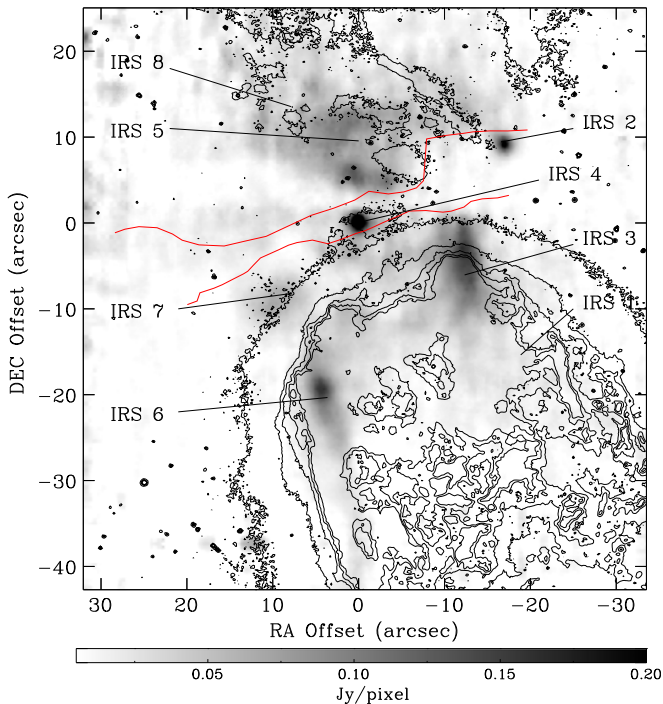 20
10
0
−10
−20
−30
−40
DEC Offset (arcsec)
IRS 8
IRS 5
IRS 2
IRS 4
IRS 3
IRS
IRS 7
IRS 6
30 20 10 0 −10 −20 −30
RA Offset (arcsec)
0.05 0.10 0.15 0.20
Jy/pixel